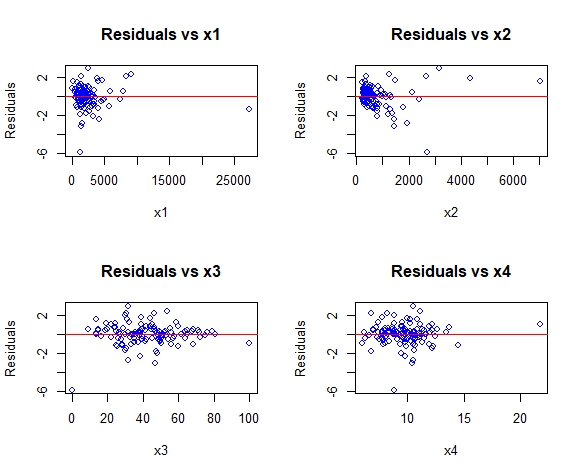 Residuals vs x1
Residuals
2
-2
-6
0 5000 15000 25000
x1
Residuals vs x2
Residuals
2
-2
-6
0 2000 4000 6000
x2
Residuals vs x3
Residuals
2
-2
-6
0 20 40 60 80 100
x3
Residuals vs x4
Residuals
2
-2
-6
10 15 20
x4